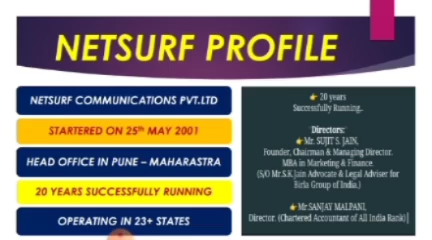 NETSURF PROFILE
NETSURF COMMUNICATIONS PVT.LTD
STARTERED ON 25th MAY 2001
HEAD OFFICE IN PUNE – MAHARASTRA
20 YEARS SUCCESSFULLY RUNNING
OPERATING IN 23+ STATES
👉 20 years
Successfully Running..
Directors:
👉 Mr. SUJIT S. JAIN,
Founder, Chairman & Managing Director.
MBA in Marketing & Finance.
(S/O Mr.S.K.Jain Advocate & Legal Adviser for
Birla Group of India.)
👉 Mr SANJAY MALPANI,
Director. (Chartered Accountant of All India Rank)